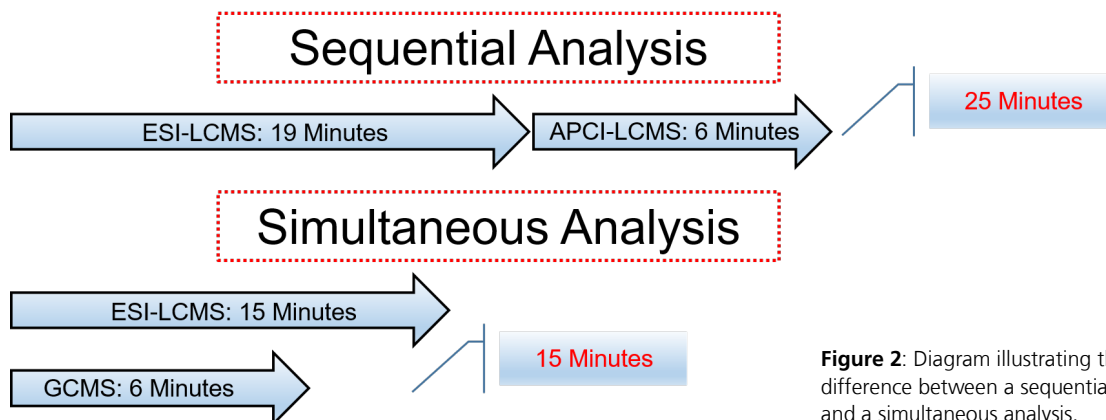 Sequential Analysis
ESI-LCMS: 19 Minutes
APCI-LCMS: 6 Minutes
25 Minutes
Simultaneous Analysis
ESI-LCMS: 15 Minutes
GCMS: 6 Minutes
15 Minutes
Figure 2: Diagram illustrating
difference between a sequential
and a simultaneous analysis.